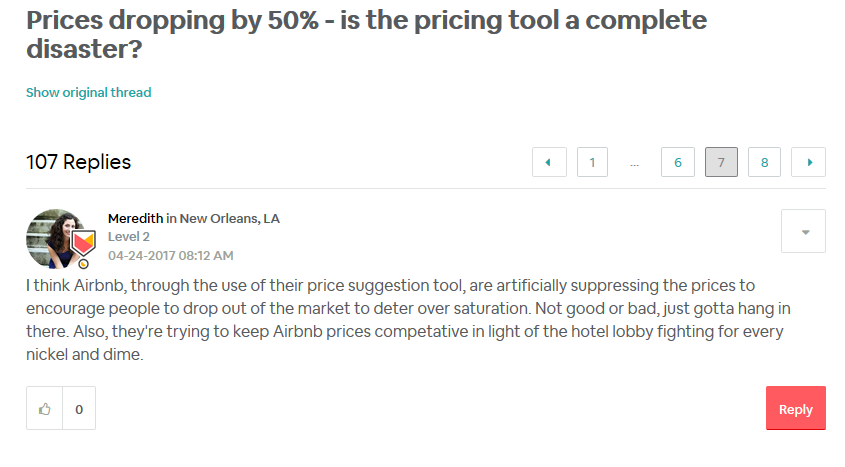 Prices dropping by 50% - is the pricing tool a complete
disaster?
Show original thread
107 Replies
1 ... 6 7 8
Meredith in New Orleans, LA
Level 2
04-24-2017 08:12 AM
I think Airbnb, through the use of their price suggestion tool, are artificially suppressing the prices to
encourage people to drop out of the market to deter over saturation. Not good or bad, just gotta hang in
there. Also, they're trying to keep Airbnb prices competative in light of the hotel lobby fighting for every
nickel and dime.
0
Reply